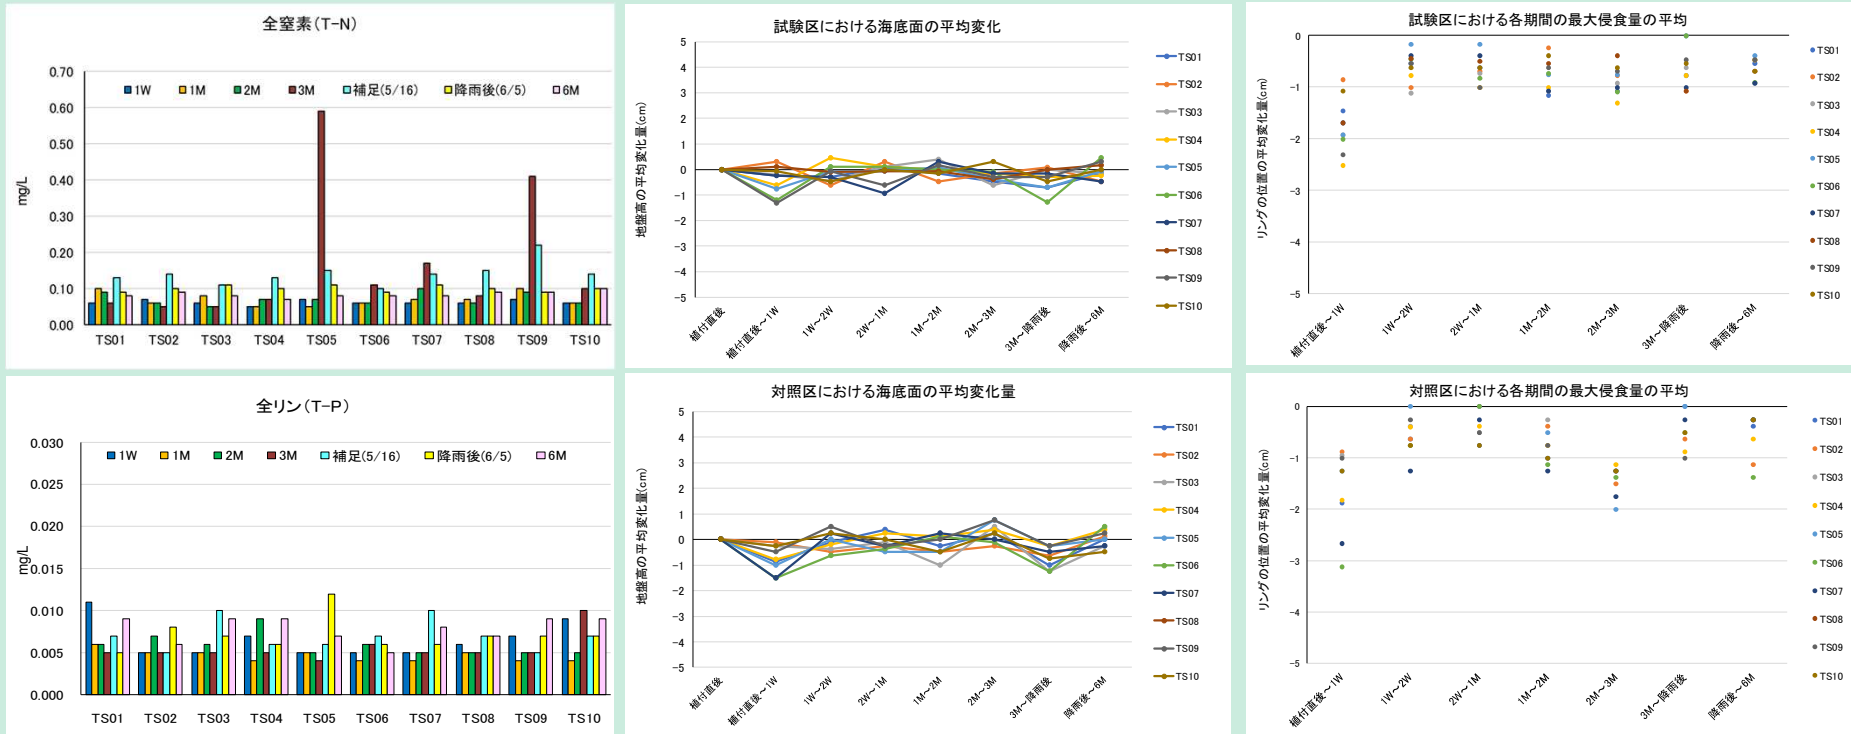 全窒素(T-N)
0.70
0.60
0.50
0.40
0.30
0.20
0.10
0.00
mg/L
1W 1M 2M 3M 補足(5/16) 降雨後(6/5) 6M
TS01 TS02 TS03 TS04 TS05 TS06 TS07 TS08 TS09 TS10
試験区における海底面の平均変化
地盤高の平均変化量(cm)
5
4
3
2
1
0
-1
-2
-3
-4
-5
植付直後
植付直後~1W
1W~2W
2W~1M
1M~2M
2M~3M
3M~降雨後
降雨後~6M
TS01
TS02
TS03
TS04
TS05
TS06
TS07
TS08
TS09
TS10
試験区における各期間の最大侵食量の平均
リングの位置の平均変化量(cm)
0
-1
-2
-3
-4
-5
植付直後~1W
1W~2W
2W~1M
1M~2M
2M~3M
3M~降雨後
降雨後~6M
TS01
TS02
TS03
TS04
TS05
TS06
TS07
TS08
TS09
TS10
全リン(T-P)
0.030
0.025
0.020
0.015
0.010
0.005
0.000
mg/L
1W 1M 2M 3M 補足(5/16) 降雨後(6/5) 6M
TS01 TS02 TS03 TS04 TS05 TS06 TS07 TS08 TS09 TS10
対照区における海底面の平均変化量
地盤高の平均変化量(cm)
5
4
3
2
1
0
-1
-2
-3
-4
-5
植付直後
植付直後~1W
1W~2W
2W~1M
1M~2M
2M~3M
3M~降雨後
降雨後~6M
TS01
TS02
TS03
TS04
TS05
TS06
TS07
TS08
TS09
TS10
対照区における各期間の最大侵食量の平均
リングの位置の平均変化量(cm)
0
-1
-2
-3
-4
-5
植付直後~1W
1W~2W
2W~1M
1M~2M
2M~3M
3M~降雨後
降雨後~6M
TS01
TS02
TS03
TS04
TS05
TS06
TS07
TS08
TS09
TS10